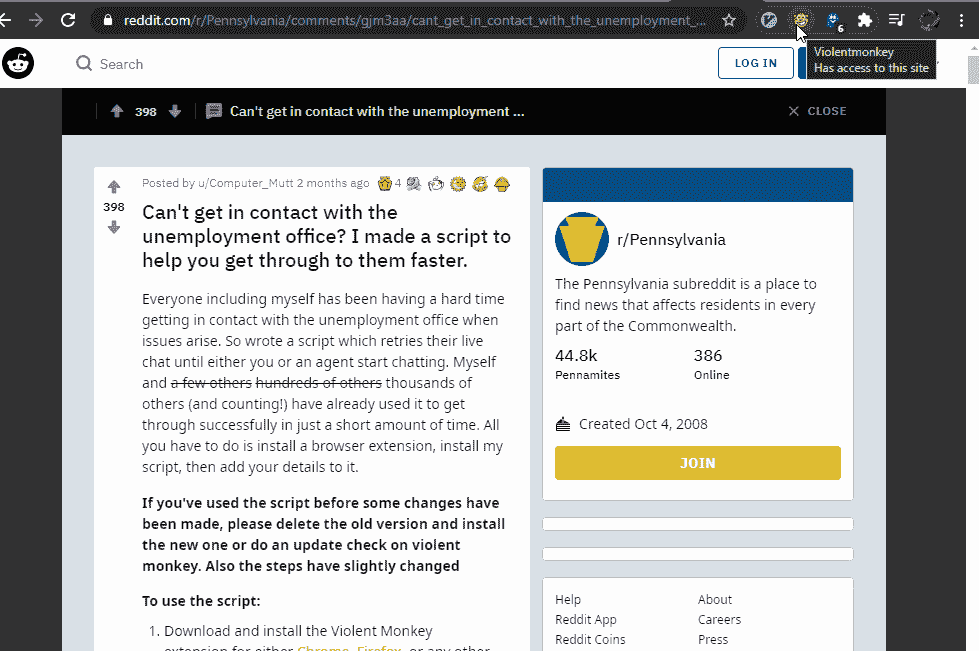 reddit.com/r/Pennsylvania/comments/gjm3aa/cant_get_in_contact_with_the_unemployment_...
6
Violentmonkey
Has access to this site
Search
LOG IN
398
Can't get in contact with the unemployment ...
CLOSE
Posted by u/Computer_Mutt 2 months ago
4
398
Can't get in contact with the
unemployment office? I made a script to
help you get through to them faster.
Everyone including myself has been having a hard time
getting in contact with the unemployment office when
issues arise. So wrote a script which retries their live
chat until either you or an agent start chatting. Myself
and a few others hundreds of others thousands of
others (and counting!) have already used it to get
through successfully in just a short amount of time. All
you have to do is install a browser extension, install my
script, then add your details to it.
If you've used the script before some changes have
been made, please delete the old version and install
the new one or do an update check on violent
monkey. Also the steps have slightly changed
To use the script:
1. Download and install the Violent Monkey
extension for either Chrome, Firefox, or any other
r/Pennsylvania
The Pennsylvania subreddit is a place to
find news that affects residents in every
part of the Commonwealth.
44.8k 386
Pennamites Online
Created Oct 4, 2008
JOIN
Help About
Reddit App Careers
Reddit Coins Press